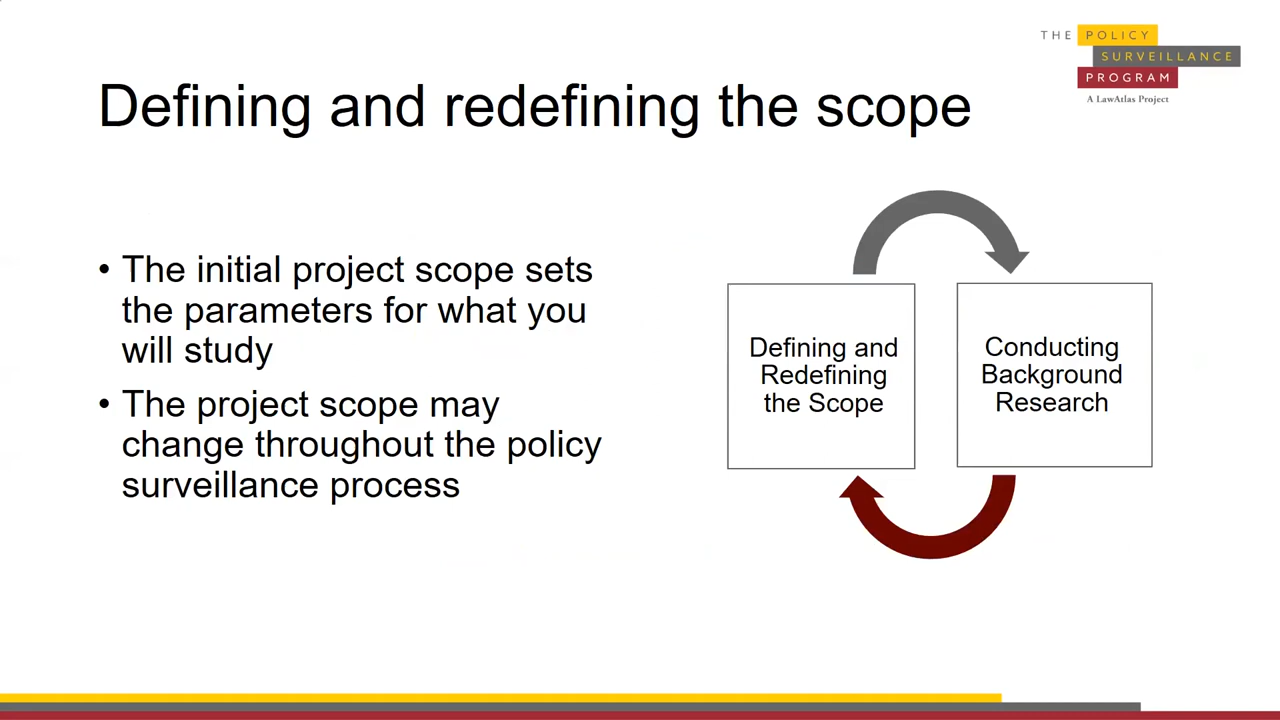 THE POLICY
SURVEILLANCE
PROGRAM
A LawAtlas Project
Defining and redefining the scope
• The initial project scope sets
the parameters for what you
will study
• The project scope may
change throughout the policy
surveillance process
Defining and
Redefining
the Scope
Conducting
Background
Research